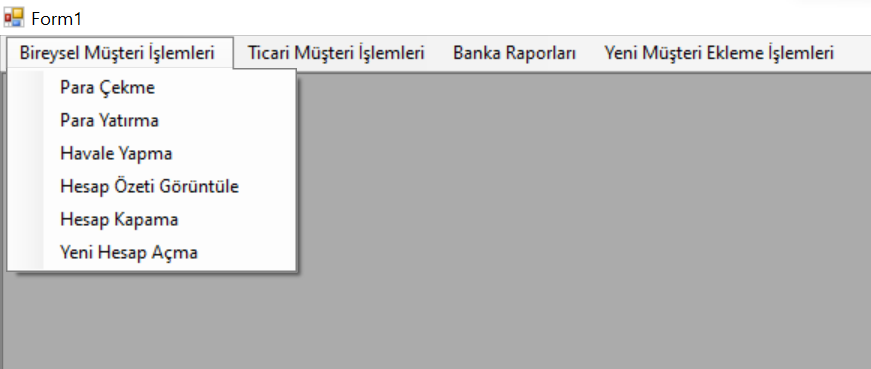 Form1
Bireysel Müşteri İşlemleri Ticari Müşteri İşlemleri Banka Raporları Yeni Müşteri Ekleme İşlemleri
Para Çekme
Para Yatırma
Havale Yapma
Hesap Özeti Görüntüle
Hesap Kapama
Yeni Hesap Açma